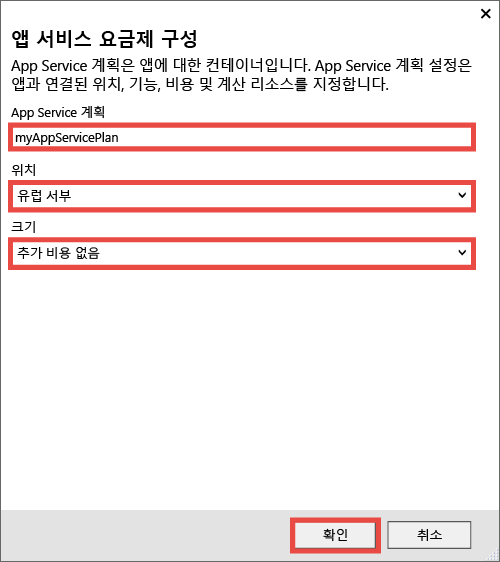 앱 서비스 요금제 구성
App Service 계획은 앱에 대한 컨테이너입니다. App Service 계획 설정은
앱과 연결된 위치, 기능, 비용 및 계산 리소스를 지정합니다.
App Service 계획
myAppServicePlan
위치
유럽 서부
크기
추가 비용 없음
확인
취소